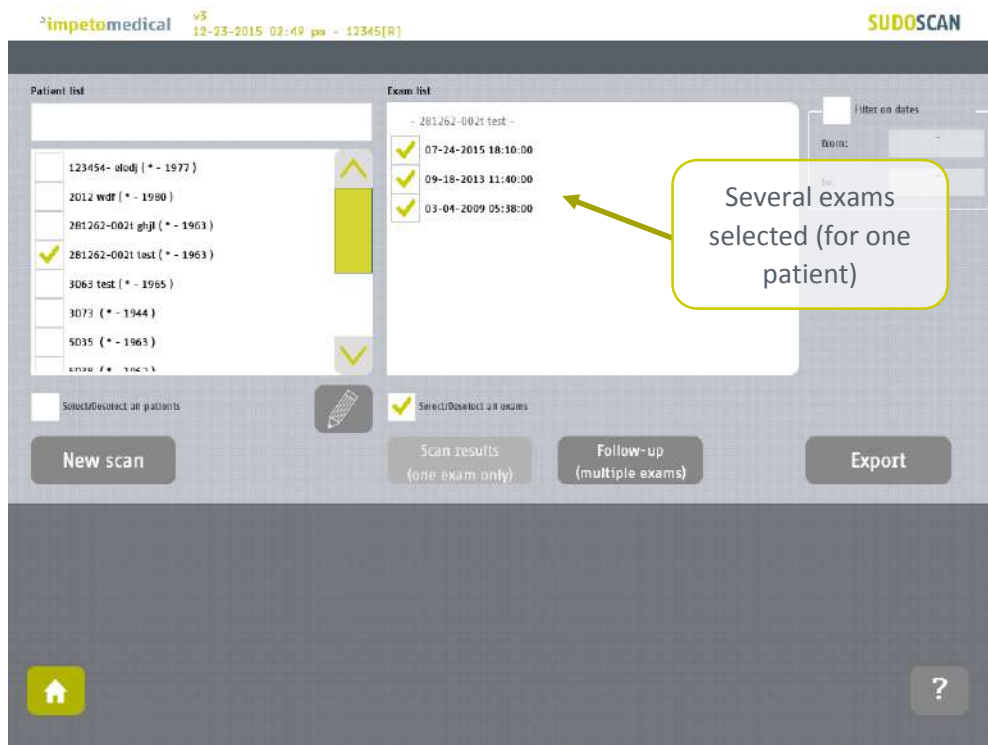 impetomedical
v3
12-23-2015 02:49 pm - 12345[R]
SUDOSCAN
Patient list
Exam list
123454- elodj ( * - 1977 )
2012 wdf ( * - 1980 )
281262-002t ghjl ( * - 1963 )
281262-002t test ( * - 1963 )
3063 test ( * - 1965 )
3073 ( * - 1944 )
5035 ( * - 1963 )
- 281262-002t test -
07-24-2015 18:10:00
09-18-2013 11:40:00
03-04-2009 05:38:00
Filter on dates
from:
to:
Several exams
selected (for one
patient)
Select/Deselect all patients
Select/Deselect all exams
New scan
Scan results
(one exam only)
Follow-up
(multiple exams)
Export
?